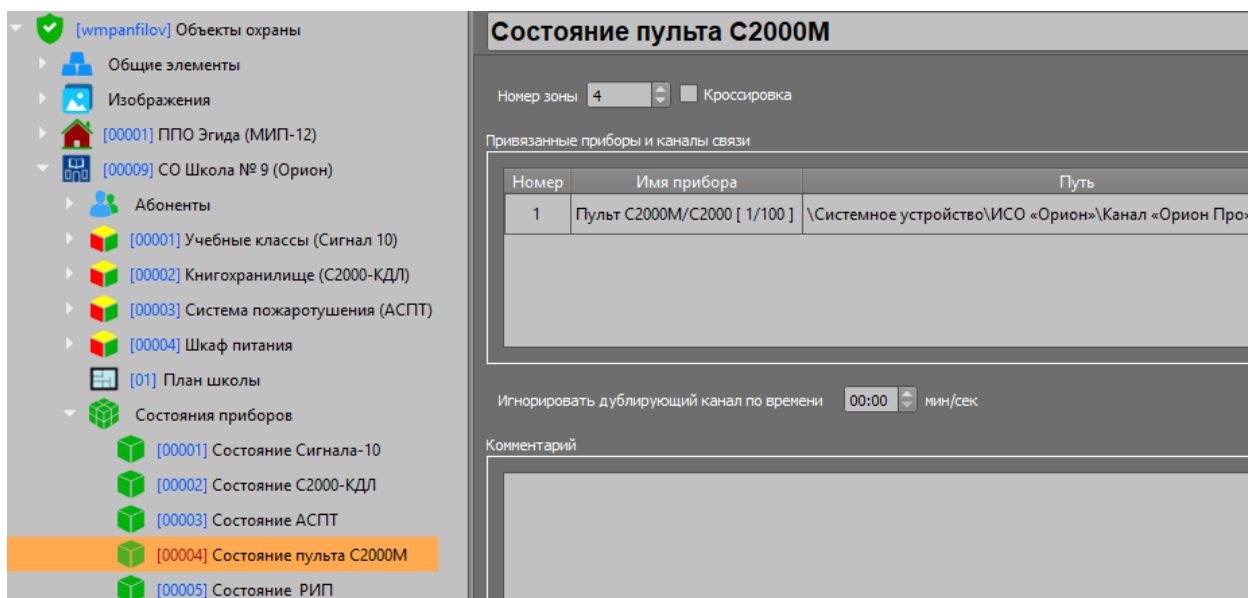 [wmpanfilov] Объекты охраны
Общие элементы
Изображения
[00001] ППО Эгида (МИП-12)
[00009] СО Школа № 9 (Орион)
Абоненты
[00001] Учебные классы (Сигнал 10)
[00002] Книгохранилище (С2000-КДЛ)
[00003] Система пожаротушения (АСПТ)
[00004] Шкаф питания
[01] План школы
Состояния приборов
[00001] Состояние Сигнала-10
[00002] Состояние С2000-КДЛ
[00003] Состояние АСПТ
[00004] Состояние пульта С2000М
[00005] Состояние РИП
Состояние пульта С2000М
Номер зоны 4 Кроссировка
Привязанные приборы и каналы связи
Номер Имя прибора Путь
1 Пульт С2000М/С2000 [ 1/100 ] \Системное устройство\ИСО «Орион»\Канал «Орион Про»
Игнорировать дублирующий канал по времени 00:00 мин/сек
Комментарий